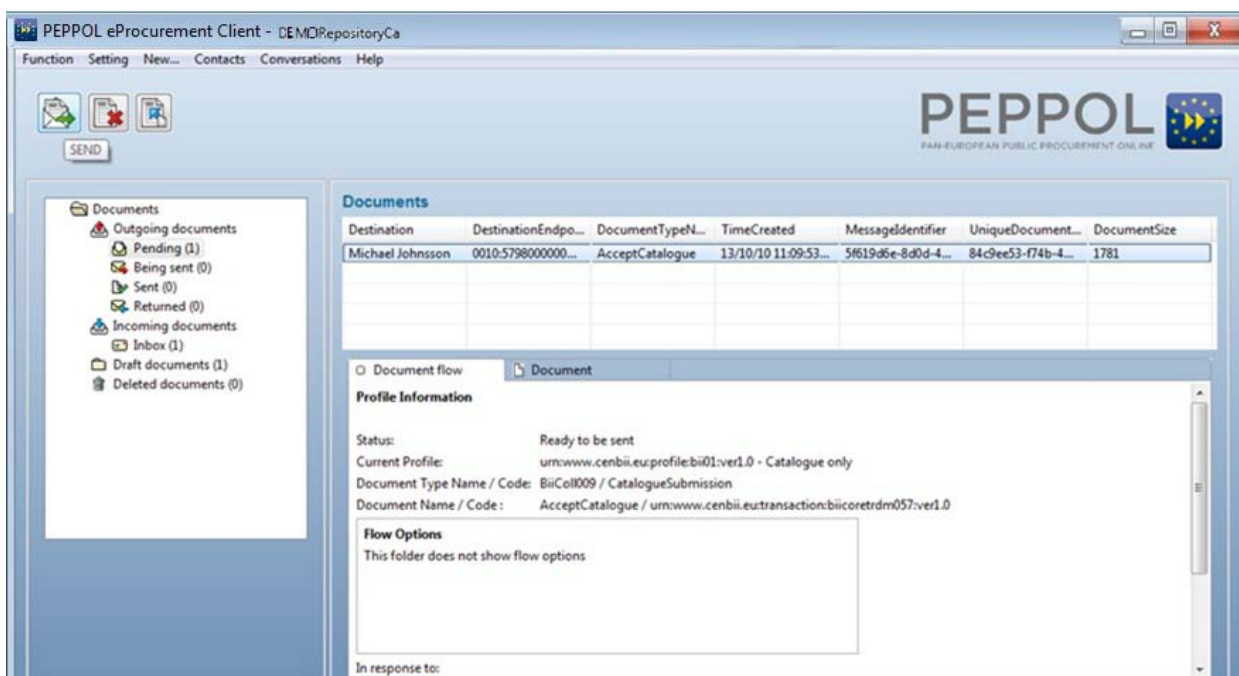 PEPPOL eProcurement Client - DEMORepositoryCa
Function Setting New... Contacts Conversations Help
SEND
PEPPOL
PAN-EUROPEAN PUBLIC PROCUREMENT ONLINE
Documents
Outgoing documents
Pending (1)
Being sent (0)
Sent (0)
Returned (0)
Incoming documents
Inbox (1)
Draft documents (1)
Deleted documents (0)
Documents
Destination DestinationEndpo... DocumentTypeN... TimeCreated MessageIdentifier UniqueDocument... DocumentSize
Michael Johnsson 0010:5798000000... AcceptCatalogue 13/10/10 11:09:53... 5f619d6e-8d0d-4... 84c9ee53-f74b-4... 1781
Document flow Document
Profile Information
Status: Ready to be sent
Current Profile: urn:www.cenbii.eu:profile:bii01:ver1.0 - Catalogue only
Document Type Name / Code: BiiColl009 / CatalogueSubmission
Document Name / Code : AcceptCatalogue / urn:www.cenbii.eu:transaction:biicoretrdm057:ver1.0
Flow Options
This folder does not show flow options
In response to: